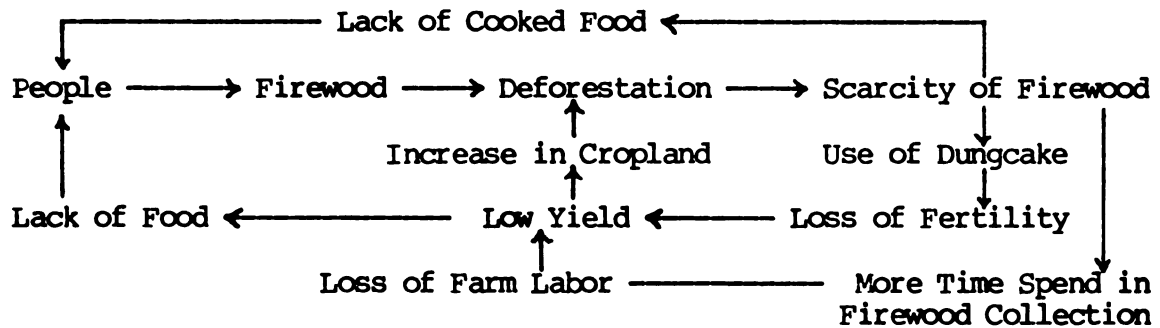 Lack of Cooked Food
People Firewood Deforestation Scarcity of Firewood
Increase in Cropland Use of Dungcake
Lack of Food Low Yield Loss of Fertility
Loss of Farm Labor More Time Spend in
Firewood Collection